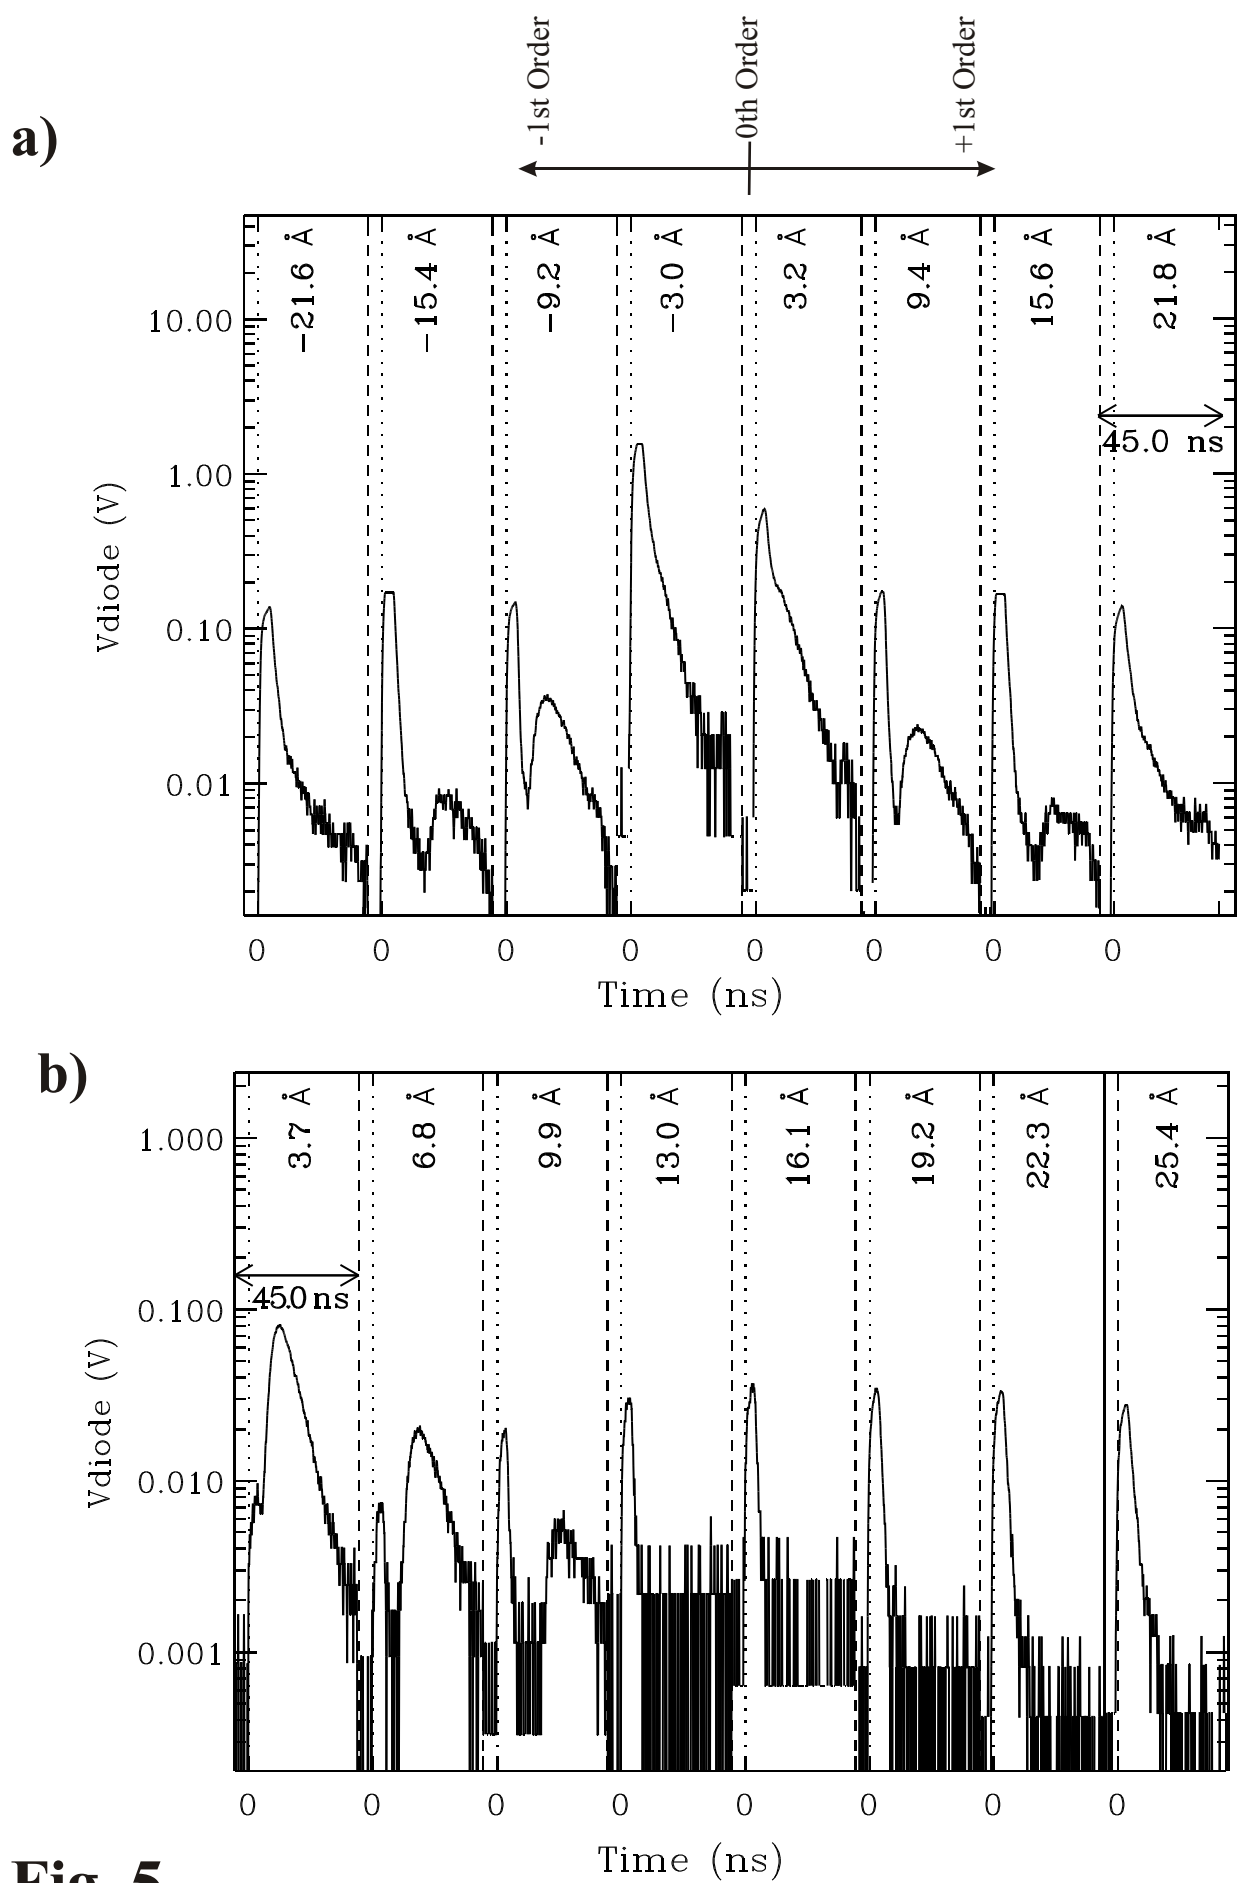 -1st Order
0th Order
+1st Order
a)
−21.6 Å
−15.4 Å
−9.2 Å
−3.0 Å
3.2 Å
9.4 Å
15.6 Å
21.8 Å
10.00
1.00
0.10
0.01
45.0 ns
Vdiode (V)
0 0 0 0 0 0 0 0
Time (ns)
b)
3.7 Å
6.8 Å
9.9 Å
13.0 Å
16.1 Å
19.2 Å
22.3 Å
25.4 Å
1.000
0.100
0.010
0.001
45.0 ns
Vdiode (V)
0 0 0 0 0 0 0 0
Time (ns)
Fig. 5